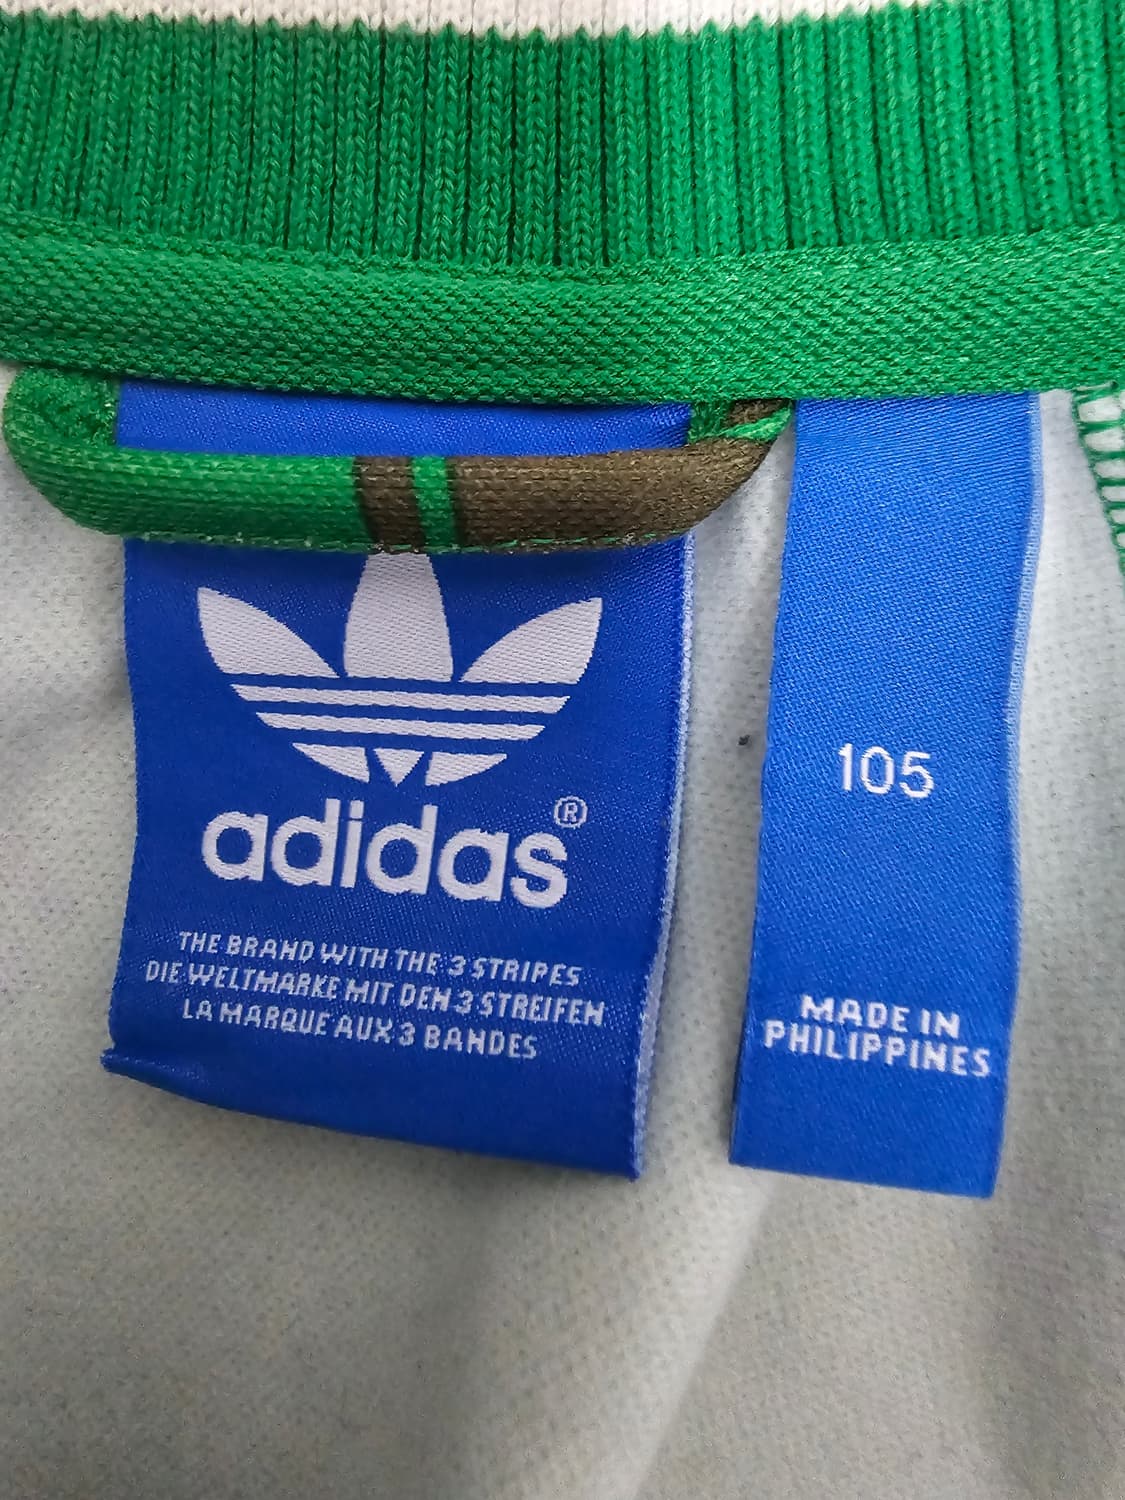 adidas®
THE BRAND WITH THE 3 STRIPES
DIE WELTMARKE MIT DEN 3 STREIFEN
LA MARQUE AUX 3 BANDES
105
MADE IN
PHILIPPINES